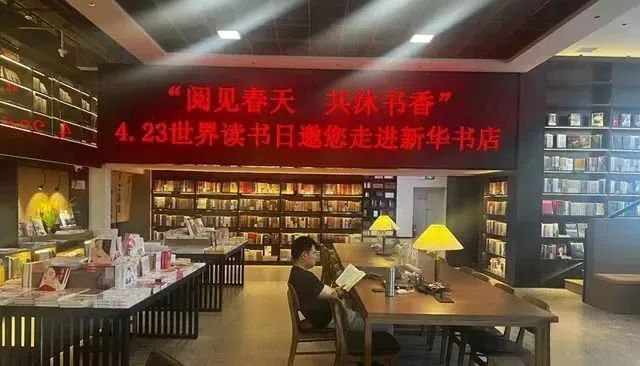 “阅见春天 共沐书香”
4.23世界读书日邀您走进新华书店